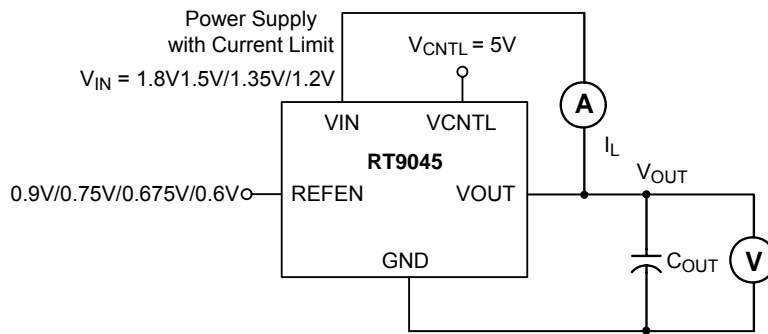 Power Supply
with Current Limit
V_IN = 1.8V1.5V/1.35V/1.2V
V_CNTL = 5V
A
VIN
VCNTL
I_L
RT9045
V_OUT
0.9V/0.75V/0.675V/0.6V
REFEN
VOUT
GND
C_OUT
V